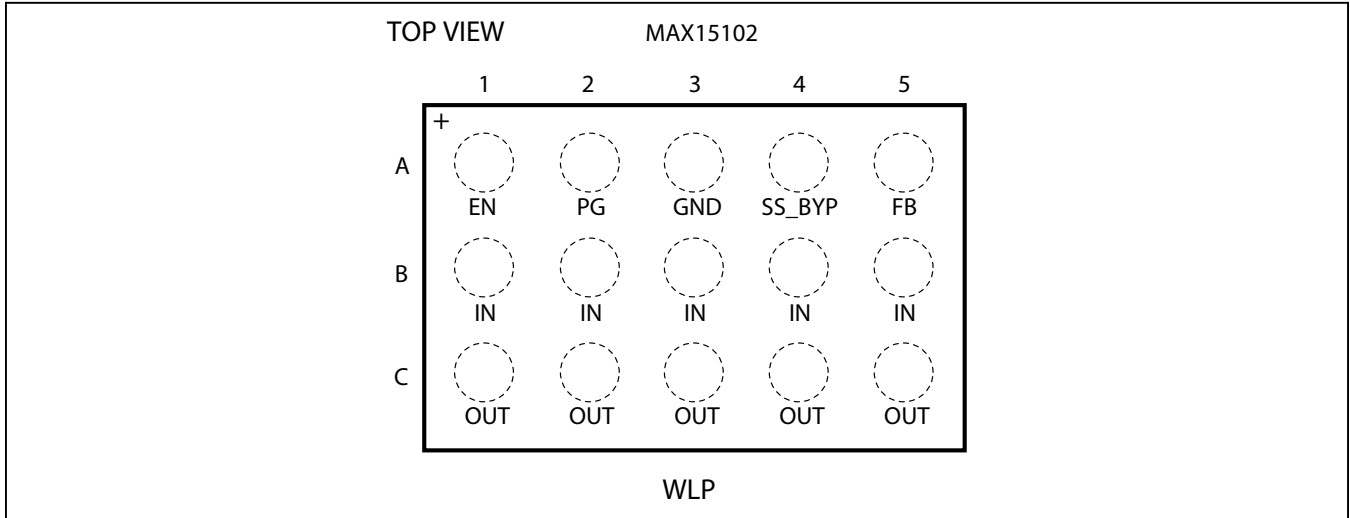 TOP VIEW MAX15102
1 2 3 4 5
+
A
EN PG GND SS_BYP FB
B
IN IN IN IN IN
C
OUT OUT OUT OUT OUT
WLP